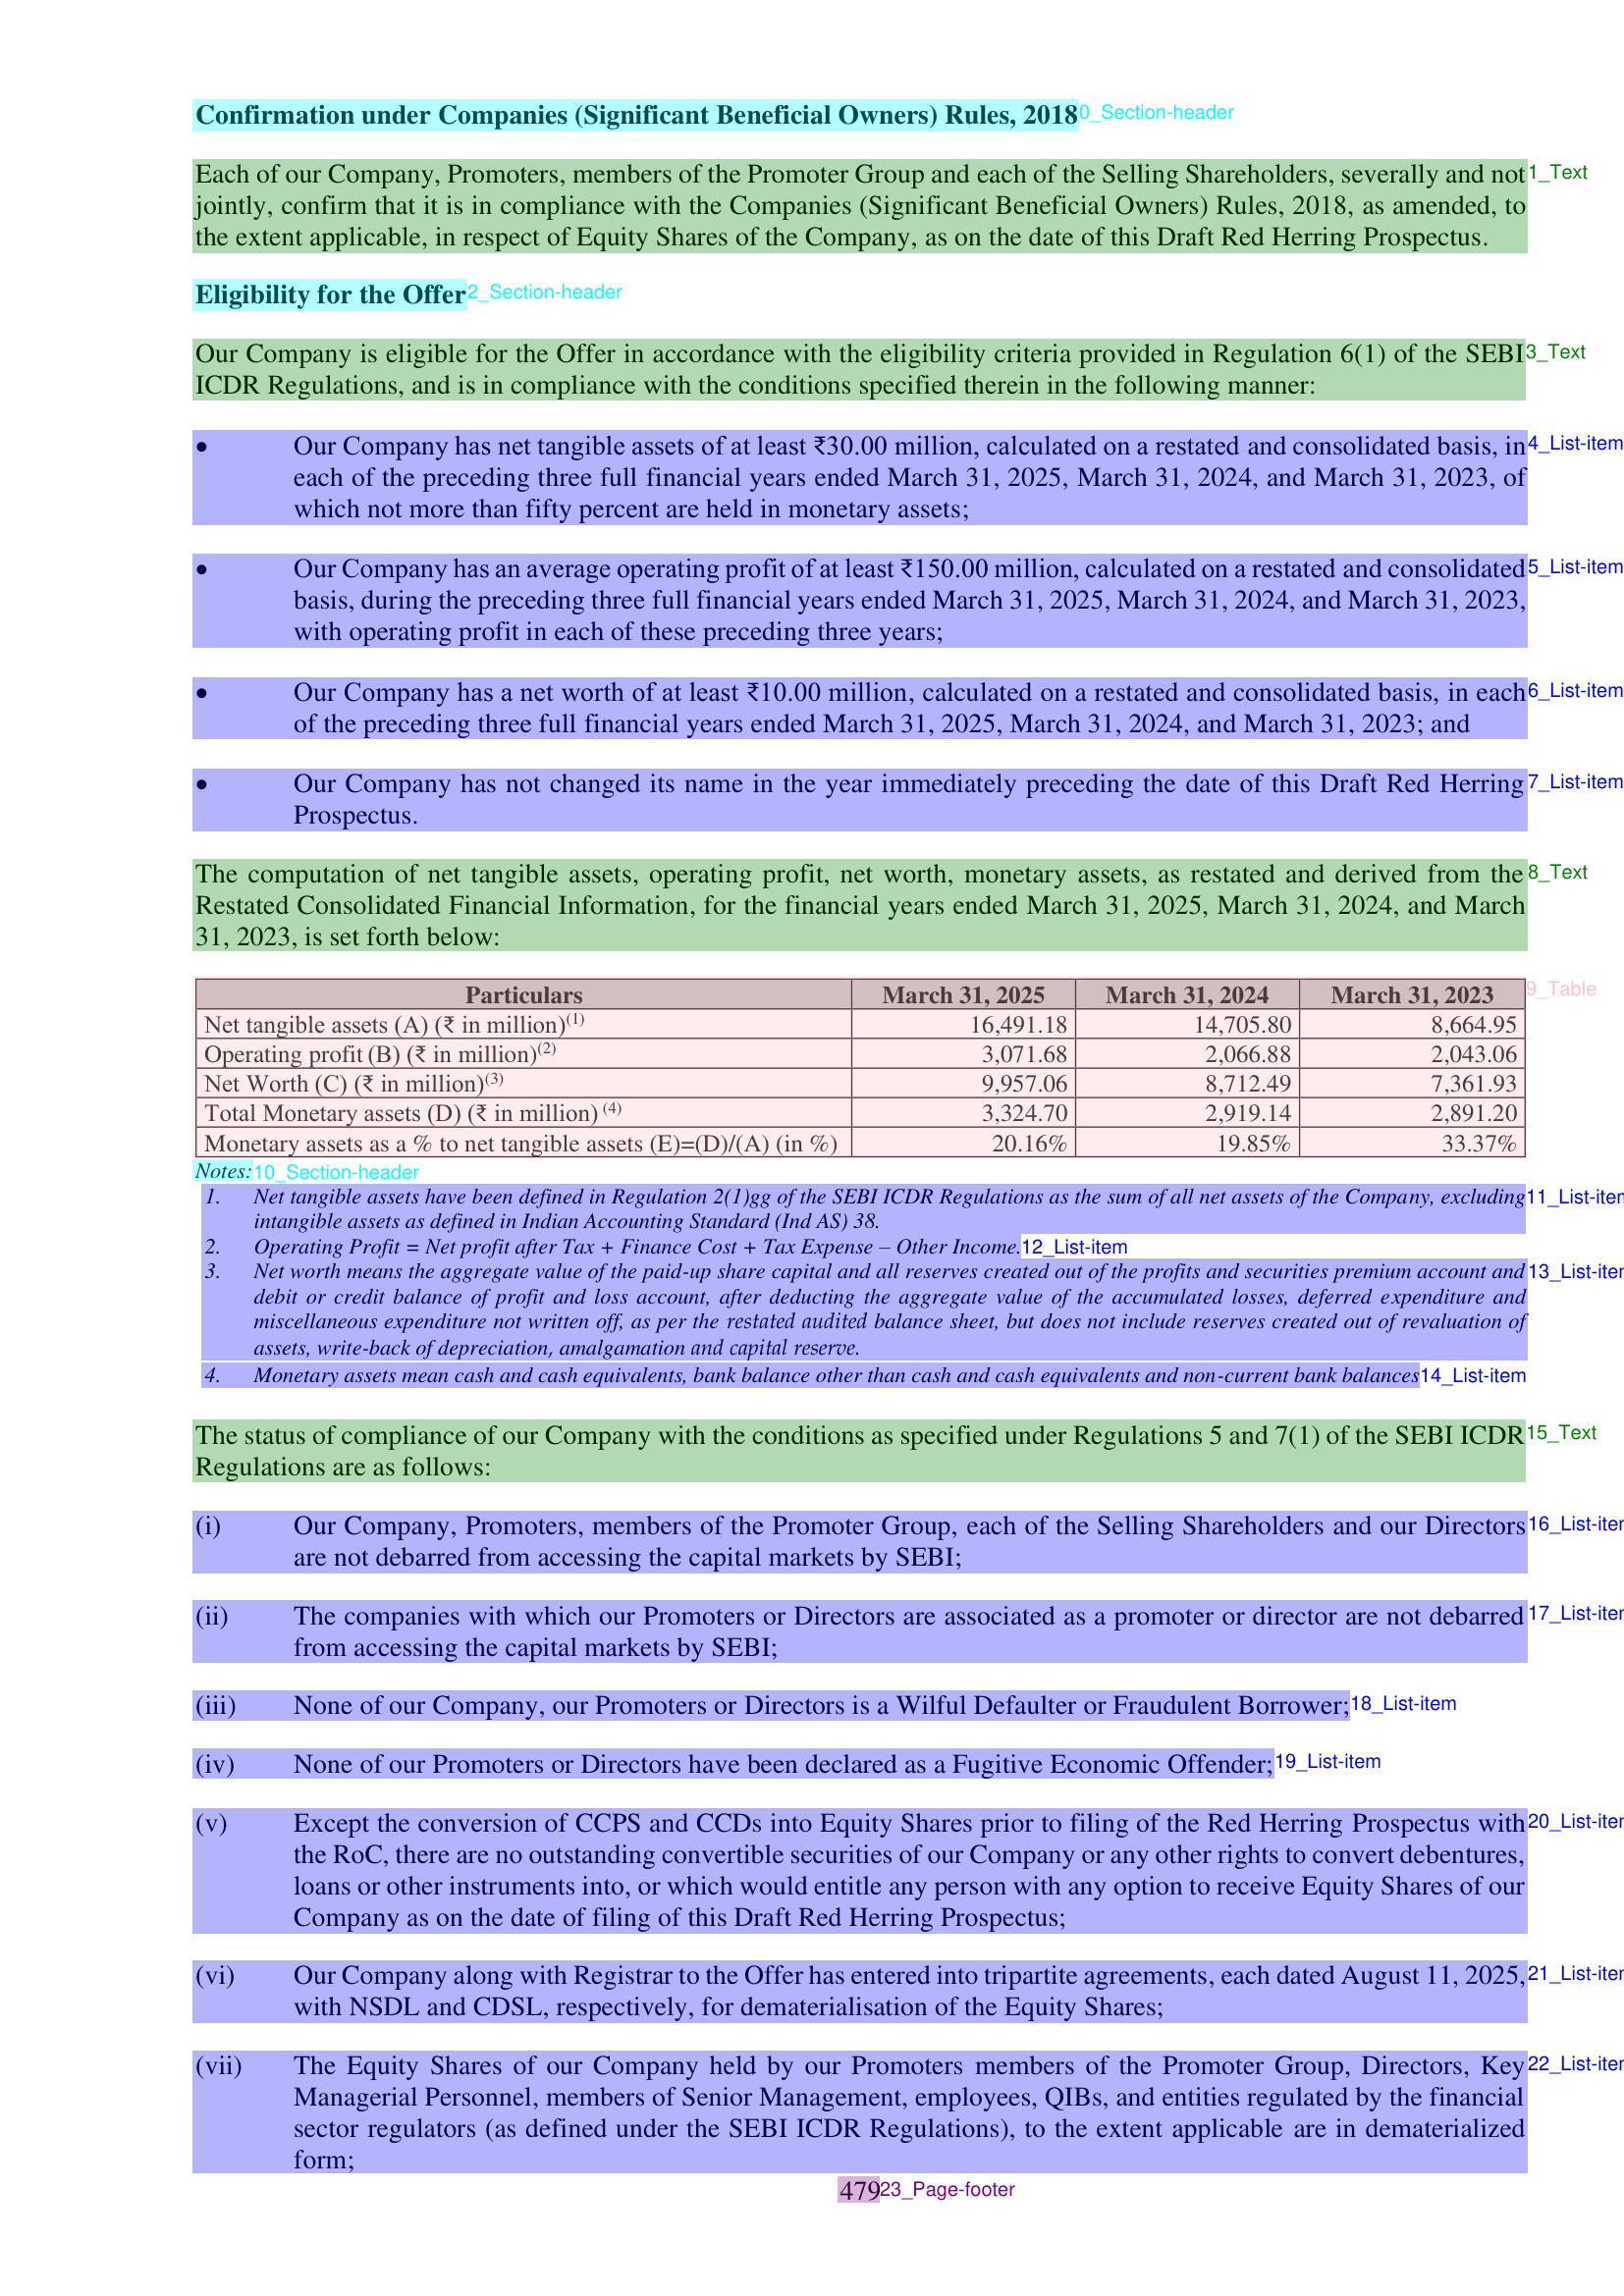 Confirmation under Companies (Significant Beneficial Owners) Rules, 2018 0_Section-header
Each of our Company, Promoters, members of the Promoter Group and each of the Selling Shareholders, severally and not 1_Text
jointly, confirm that it is in compliance with the Companies (Significant Beneficial Owners) Rules, 2018, as amended, to
the extent applicable, in respect of Equity Shares of the Company, as on the date of this Draft Red Herring Prospectus.
Eligibility for the Offer 2_Section-header
Our Company is eligible for the Offer in accordance with the eligibility criteria provided in Regulation 6(1) of the SEBI 3_Text
ICDR Regulations, and is in compliance with the conditions specified therein in the following manner:
• Our Company has net tangible assets of at least ₹30.00 million, calculated on a restated and consolidated basis, in 4_List-item
each of the preceding three full financial years ended March 31, 2025, March 31, 2024, and March 31, 2023, of
which not more than fifty percent are held in monetary assets;
• Our Company has an average operating profit of at least ₹150.00 million, calculated on a restated and consolidated 5_List-item
basis, during the preceding three full financial years ended March 31, 2025, March 31, 2024, and March 31, 2023,
with operating profit in each of these preceding three years;
• Our Company has a net worth of at least ₹10.00 million, calculated on a restated and consolidated basis, in each 6_List-item
of the preceding three full financial years ended March 31, 2025, March 31, 2024, and March 31, 2023; and
• Our Company has not changed its name in the year immediately preceding the date of this Draft Red Herring 7_List-item
Prospectus.
The computation of net tangible assets, operating profit, net worth, monetary assets, as restated and derived from the 8_Text
Restated Consolidated Financial Information, for the financial years ended March 31, 2025, March 31, 2024, and March
31, 2023, is set forth below:
Particulars March 31, 2025 March 31, 2024 March 31, 2023 9_Table
Net tangible assets (A) (₹ in million)(1) 16,491.18 14,705.80 8,664.95
Operating profit (B) (₹ in million)(2) 3,071.68 2,066.88 2,043.06
Net Worth (C) (₹ in million)(3) 9,957.06 8,712.49 7,361.93
Total Monetary assets (D) (₹ in million) (4) 3,324.70 2,919.14 2,891.20
Monetary assets as a % to net tangible assets (E)=(D)/(A) (in %) 20.16% 19.85% 33.37%
Notes: 10_Section-header
1. Net tangible assets have been defined in Regulation 2(1)gg of the SEBI ICDR Regulations as the sum of all net assets of the Company, excluding 11_List-item
intangible assets as defined in Indian Accounting Standard (Ind AS) 38.
2. Operating Profit = Net profit after Tax + Finance Cost + Tax Expense – Other Income. 12_List-item
3. Net worth means the aggregate value of the paid-up share capital and all reserves created out of the profits and securities premium account and 13_List-item
debit or credit balance of profit and loss account, after deducting the aggregate value of the accumulated losses, deferred expenditure and
miscellaneous expenditure not written off, as per the restated audited balance sheet, but does not include reserves created out of revaluation of
assets, write-back of depreciation, amalgamation and capital reserve.
4. Monetary assets mean cash and cash equivalents, bank balance other than cash and cash equivalents and non-current bank balances 14_List-item
The status of compliance of our Company with the conditions as specified under Regulations 5 and 7(1) of the SEBI ICDR 15_Text
Regulations are as follows:
(i) Our Company, Promoters, members of the Promoter Group, each of the Selling Shareholders and our Directors 16_List-item
are not debarred from accessing the capital markets by SEBI;
(ii) The companies with which our Promoters or Directors are associated as a promoter or director are not debarred 17_List-item
from accessing the capital markets by SEBI;
(iii) None of our Company, our Promoters or Directors is a Wilful Defaulter or Fraudulent Borrower; 18_List-item
(iv) None of our Promoters or Directors have been declared as a Fugitive Economic Offender; 19_List-item
(v) Except the conversion of CCPS and CCDs into Equity Shares prior to filing of the Red Herring Prospectus with 20_List-item
the RoC, there are no outstanding convertible securities of our Company or any other rights to convert debentures,
loans or other instruments into, or which would entitle any person with any option to receive Equity Shares of our
Company as on the date of filing of this Draft Red Herring Prospectus;
(vi) Our Company along with Registrar to the Offer has entered into tripartite agreements, each dated August 11, 2025, 21_List-item
with NSDL and CDSL, respectively, for dematerialisation of the Equity Shares;
(vii) The Equity Shares of our Company held by our Promoters members of the Promoter Group, Directors, Key 22_List-item
Managerial Personnel, members of Senior Management, employees, QIBs, and entities regulated by the financial
sector regulators (as defined under the SEBI ICDR Regulations), to the extent applicable are in dematerialized
form;
479 23_Page-footer